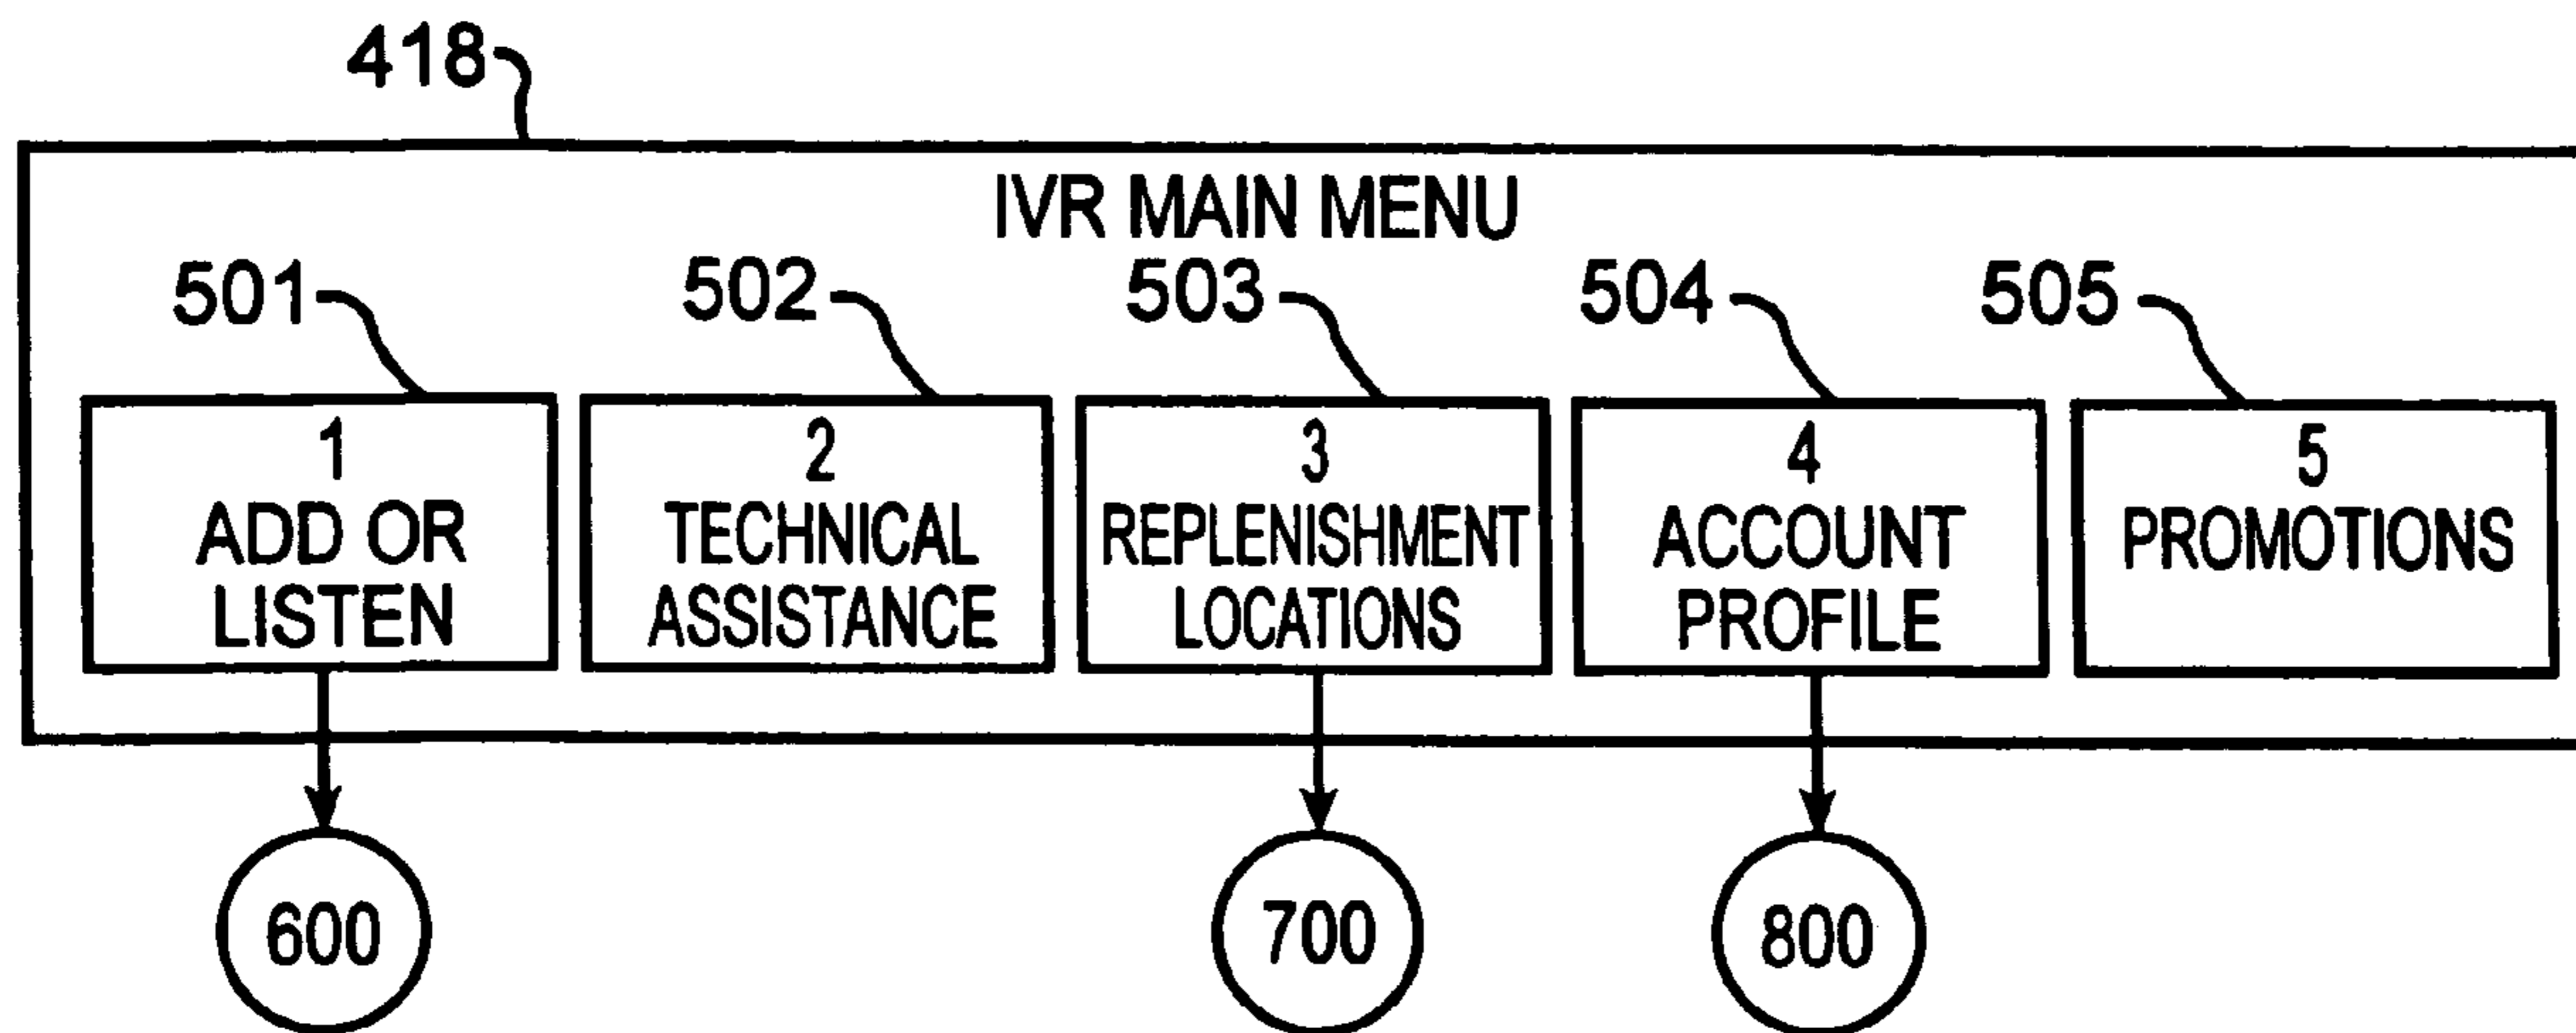 418
IVR MAIN MENU
501 502 503 504 505
1 2 3 4 5
ADD OR TECHNICAL REPLENISHMENT ACCOUNT PROMOTIONS
LISTEN ASSISTANCE LOCATIONS PROFILE
600 700 800